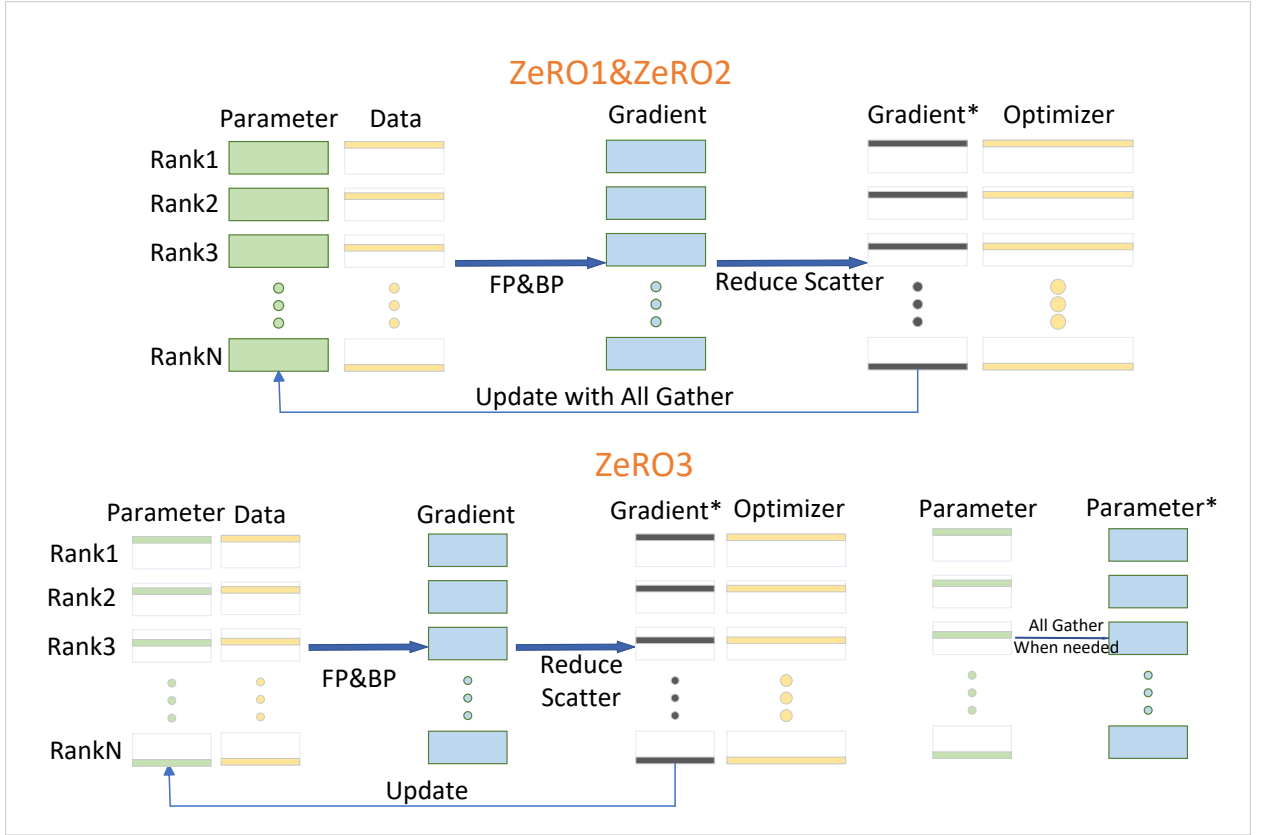 ZeRO1&ZeRO2
Parameter Data Gradient Gradient* Optimizer
Rank1
Rank2
Rank3
FP&BP Reduce Scatter
RankN
Update with All Gather
ZeRO3
Parameter Data Gradient Gradient* Optimizer Parameter Parameter*
Rank1
Rank2
Rank3
All Gather
When needed
FP&BP
Reduce
Scatter
RankN
Update